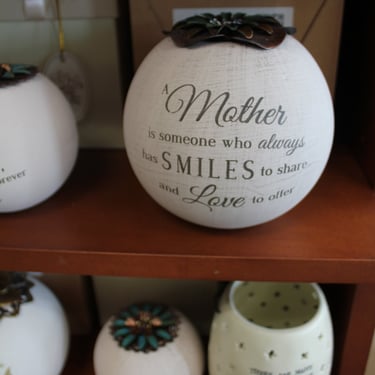 A
Mother
is someone who always
has SMILES to share
and Love to offer